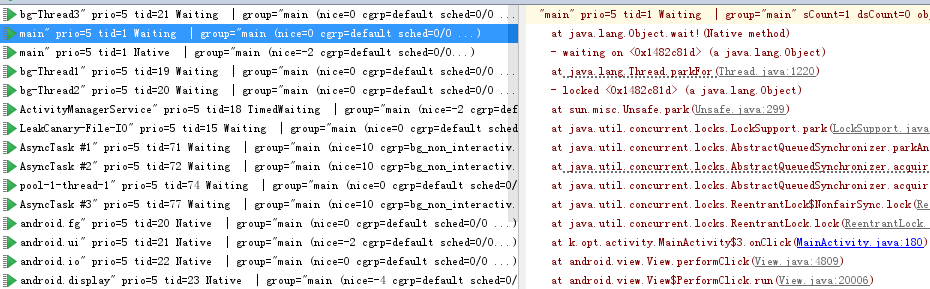 bg-Thread3" prio=5 tid=21 Waiting | group="main (nice=0 cgrp=default sched=0/0 ...
main" prio=5 tid=1 Waiting | group="main (nice=0 cgrp=default sched=0/0 ...)
main" prio=5 tid=1 Native | group="main (nice=-2 cgrp=default sched=0/0...)
bg-Thread1" prio=5 tid=19 Waiting | group="main (nice=0 cgrp=default sched=0/0 ...
bg-Thread2" prio=5 tid=20 Waiting | group="main (nice=0 cgrp=default sched=0/0 ...
ActivityManagerService" prio=5 tid=18 TimedWaiting | group="main (nice=-2 cgrp=def
LeakCanary-File-IO" prio=5 tid=15 Waiting | group="main (nice=0 cgrp=default sched
AsyncTask #1" prio=5 tid=71 Waiting | group="main (nice=10 cgrp=bg_non_interactiv.
AsyncTask #2" prio=5 tid=72 Waiting | group="main (nice=10 cgrp=bg_non_interactiv.
pool-1-thread-1" prio=5 tid=74 Waiting | group="main (nice=0 cgrp=default sched=0/
AsyncTask #3" prio=5 tid=77 Waiting | group="main (nice=10 cgrp=bg_non_interactiv.
android.fg" prio=5 tid=20 Native | group="main (nice=0 cgrp=default sched=0/0 ...)
android.ui" prio=5 tid=21 Native | group="main (nice=-2 cgrp=default sched=0/0 ...)
android.io" prio=5 tid=22 Native | group="main (nice=0 cgrp=default sched=0/0 ...)
android.display" prio=5 tid=23 Native | group="main (nice=-4 cgrp=default sched=0/
"main" prio=5 tid=1 Waiting | group="main" sCount=1 dsCount=0 obj
at java.lang.Object.wait!(Native method)
- waiting on <0x1482c81d> (a java.lang.Object)
at java.lang.Thread.parkFor(Thread.java:1220)
- locked <0x1482c81d> (a java.lang.Object)
at sun.misc.Unsafe.park(Unsafe.java:299)
at java.util.concurrent.locks.LockSupport.park(LockSupport.java
at java.util.concurrent.locks.AbstractQueuedSynchronizer.parkAn
at java.util.concurrent.locks.AbstractQueuedSynchronizer.acquir
at java.util.concurrent.locks.AbstractQueuedSynchronizer.acquir
at java.util.concurrent.locks.ReentrantLock$NonfairSync.lock(Re
at java.util.concurrent.locks.ReentrantLock.lock(ReentrantLock.
at k.opt.activity.MainActivity$3.onClick(MainActivity.java:180)
at android.view.View.performClick(View.java:4809)
at android.view.View$PerformClick.run(View.java:20006)